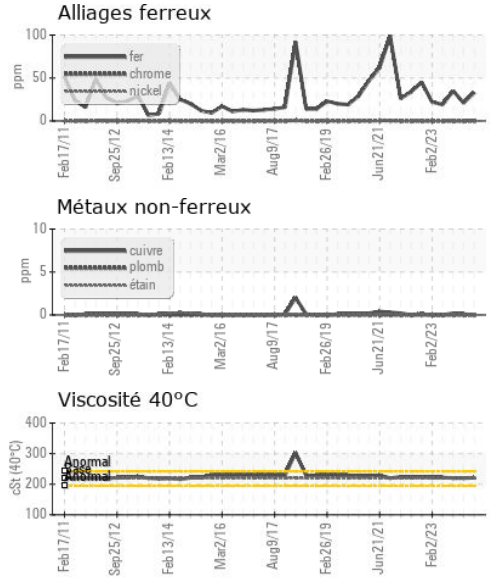 Alliages ferreux
100
50
0
ppm
fer
chrome
nickel
Feb17/11
Sep25/12
Feb13/14
Mar2/16
Aug9/17
Feb26/19
Jun21/21
Feb2/23
Métaux non-ferreux
10
5
0
ppm
cuivre
plomb
étain
Feb17/11
Sep25/12
Feb13/14
Mar2/16
Aug9/17
Feb26/19
Jun21/21
Feb2/23
Viscosité 40°C
400
300
200
100
cSt (40°C)
Anormal
Base
Anormal
Feb17/11
Sep25/12
Feb13/14
Mar2/16
Aug9/17
Feb26/19
Jun21/21
Feb2/23